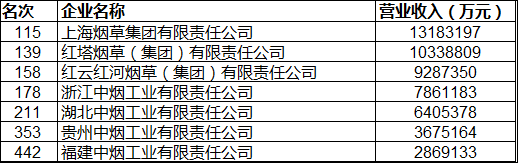 名次 企业名称 营业收入（万元）
115 上海烟草集团有限责任公司 13183197
139 红塔烟草（集团）有限责任公司 10338809
158 红云红河烟草（集团）有限责任公司 9287350
178 浙江中烟工业有限责任公司 7861183
211 湖北中烟工业有限责任公司 6405378
353 贵州中烟工业有限责任公司 3675164
442 福建中烟工业有限责任公司 2869133